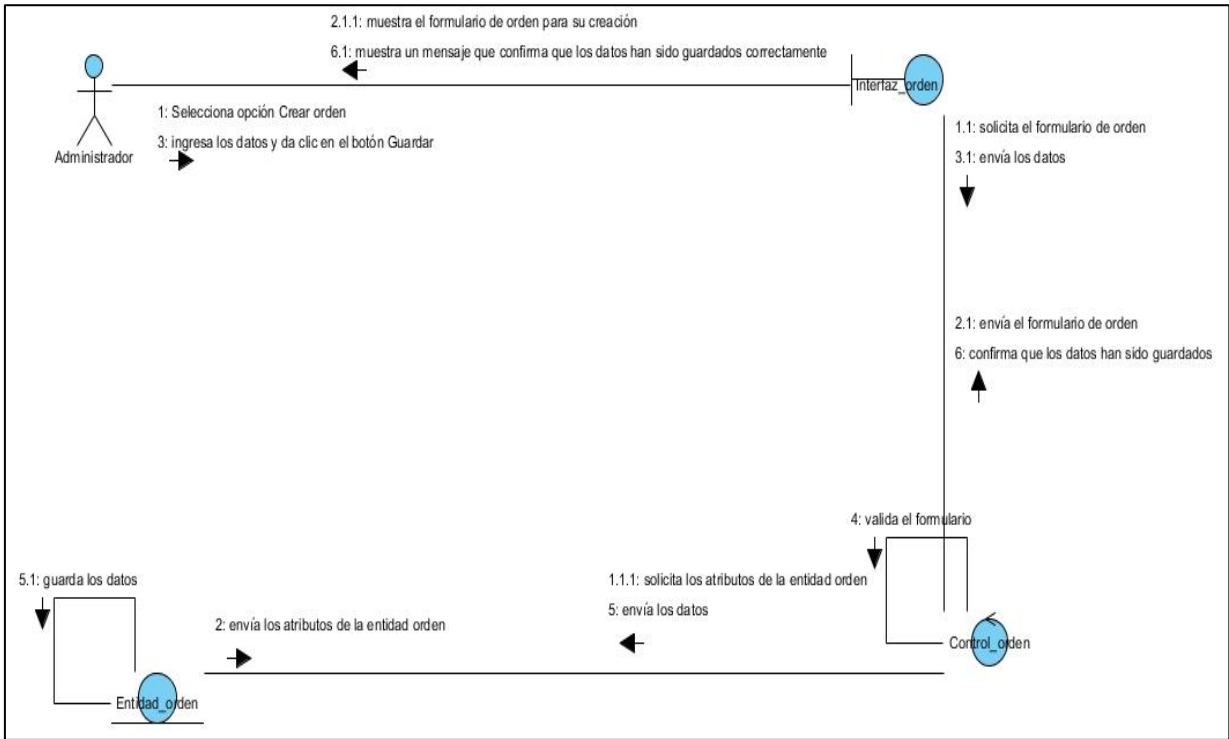 2.1.1: muestra el formulario de orden para su creación
6.1: muestra un mensaje que confirma que los datos han sido guardados correctamente
Interfaz_orden
1: Selecciona opción Crear orden
3: ingresa los datos y da clic en el botón Guardar
Administrador
1.1: solicita el formulario de orden
3.1: envía los datos
2.1: envía el formulario de orden
6: confirma que los datos han sido guardados
4: valida el formulario
5.1: guarda los datos
1.1.1: solicita los atributos de la entidad orden
5: envía los datos
2: envía los atributos de la entidad orden
Control_orden
Entidad_orden